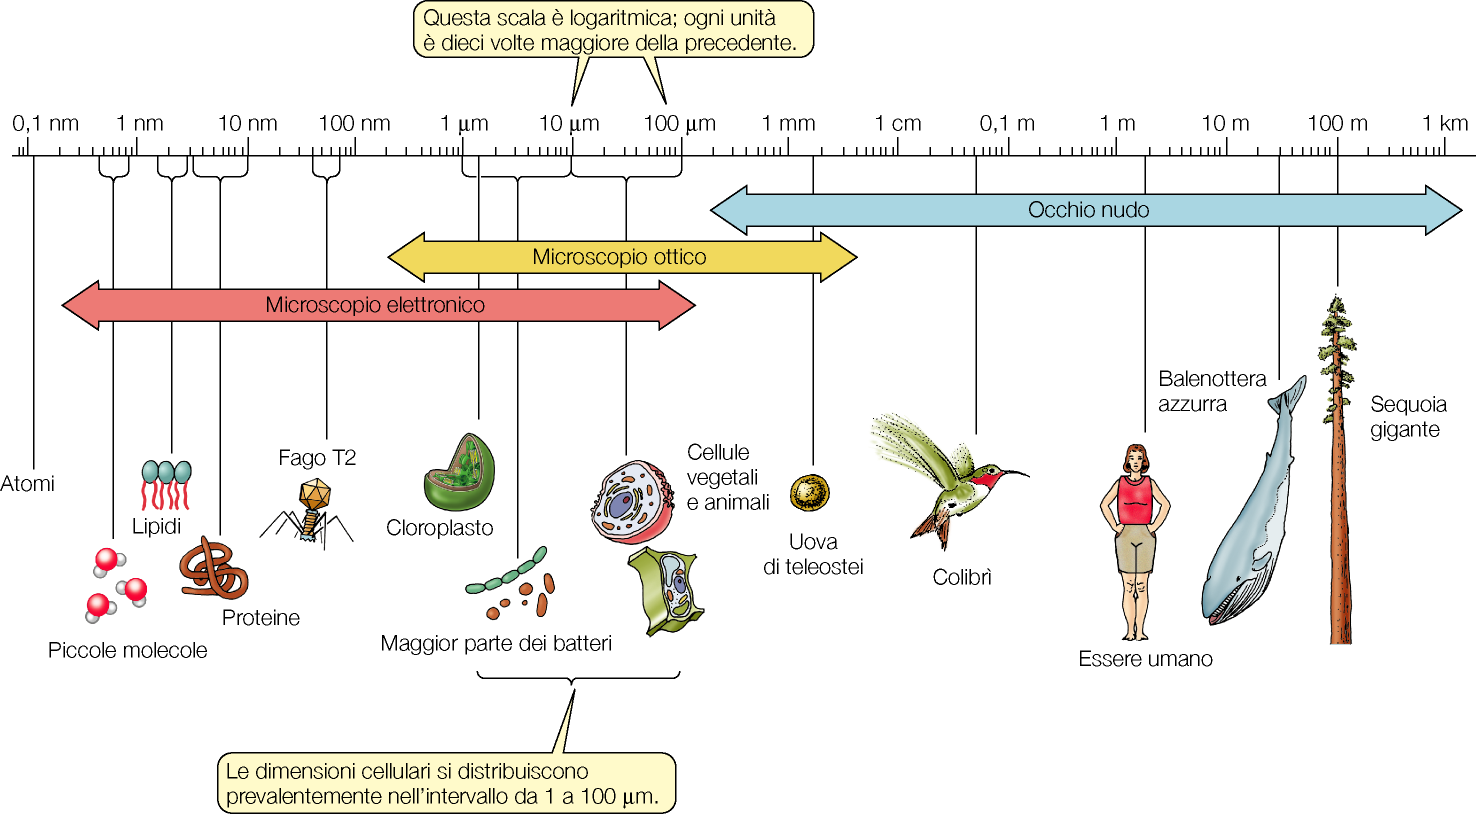 Questa scala è logaritmica; ogni unità
è dieci volte maggiore della precedente.
0,1 nm 1 nm 10 nm 100 nm 1 μm 10 μm 100 μm 1 mm 1 cm 0,1 m 1 m 10 m 100 m 1 km
Occhio nudo
Microscopio ottico
Microscopio elettronico
Atomi
Piccole molecole
Lipidi
Proteine
Fago T2
Cloroplasto
Maggior parte dei batteri
Cellule
vegetali
e animali
Uova
di teleostei
Colibrì
Essere umano
Balenottera
azzurra
Sequoia
gigante
Le dimensioni cellulari si distribuiscono
prevalentemente nell'intervallo da 1 a 100 μm.